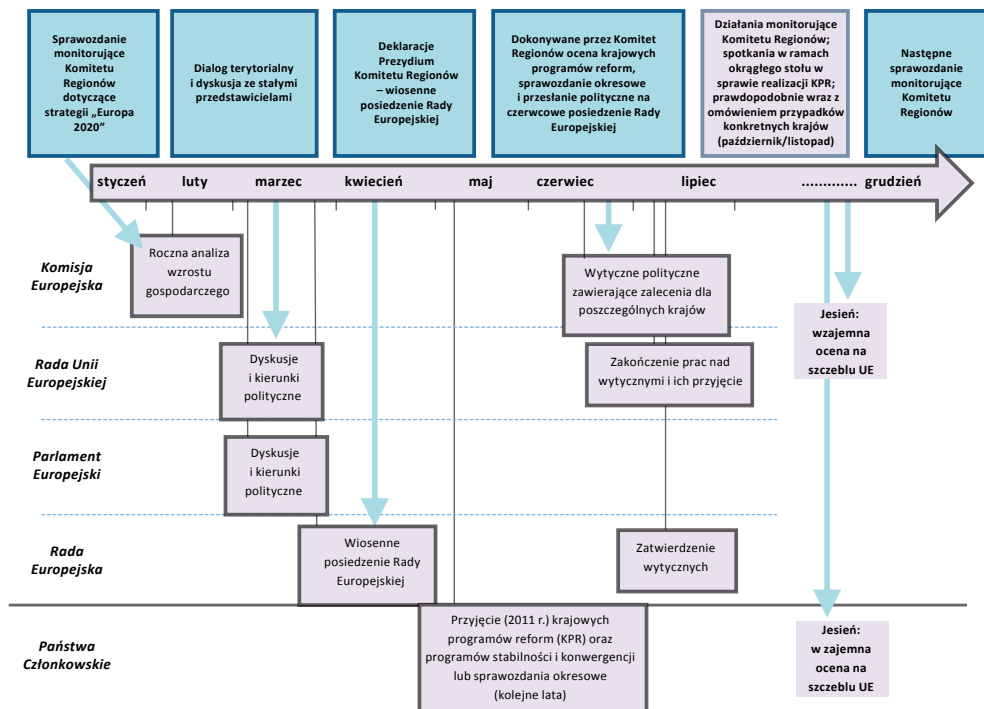 Sprawozdanie
monitorujące
Komitetu
Regionów
dotyczące
strategii „Europa
2020”
Dialog terytorialny
i dyskusja ze stałymi
przedstawicielami
Deklaracje
Prezydium
Komitetu Regionów
– wiosenne
posiedzenie Rady
Europejskiej
Dokonywane przez Komitet
Regionów ocena krajowych
programów reform,
sprawozdanie okresowe
i przesłanie polityczne na
czerwcowe posiedzenie Rady
Europejskiej
Działania monitorujące
Komitetu Regionów;
spotkania w ramach
okrągłego stołu w
sprawie realizacji KPR;
prawdopodobnie wraz z
omówieniem przypadków
konkretnych krajów
(październik/listopad)
Następne
sprawozdanie
monitorujące
Komitetu
Regionów
styczeń luty marzec kwiecień maj czerwiec lipiec ............. grudzień
Komisja
Europejska
Roczna analiza
wzrostu
gospodarczego
Wytyczne polityczne
zawierające zalecenia dla
poszczególnych krajów
Jesień:
wzajemna
ocena na
szczeblu UE
Rada Unii
Europejskiej
Dyskusje
i kierunki
polityczne
Zakończenie prac nad
wytycznymi i ich przyjęcie
Parlament
Europejski
Dyskusje
i kierunki
polityczne
Rada
Europejska
Wiosenne
posiedzenie Rady
Europejskiej
Zatwierdzenie
wytycznych
Państwa
Członkowskie
Przyjęcie (2011 r.) krajowych
programów reform (KPR) oraz
programów stabilności i konwergencji
lub sprawozdania okresowe
(kolejne lata)
Jesień:
w zajemna
ocena na
szczeblu UE